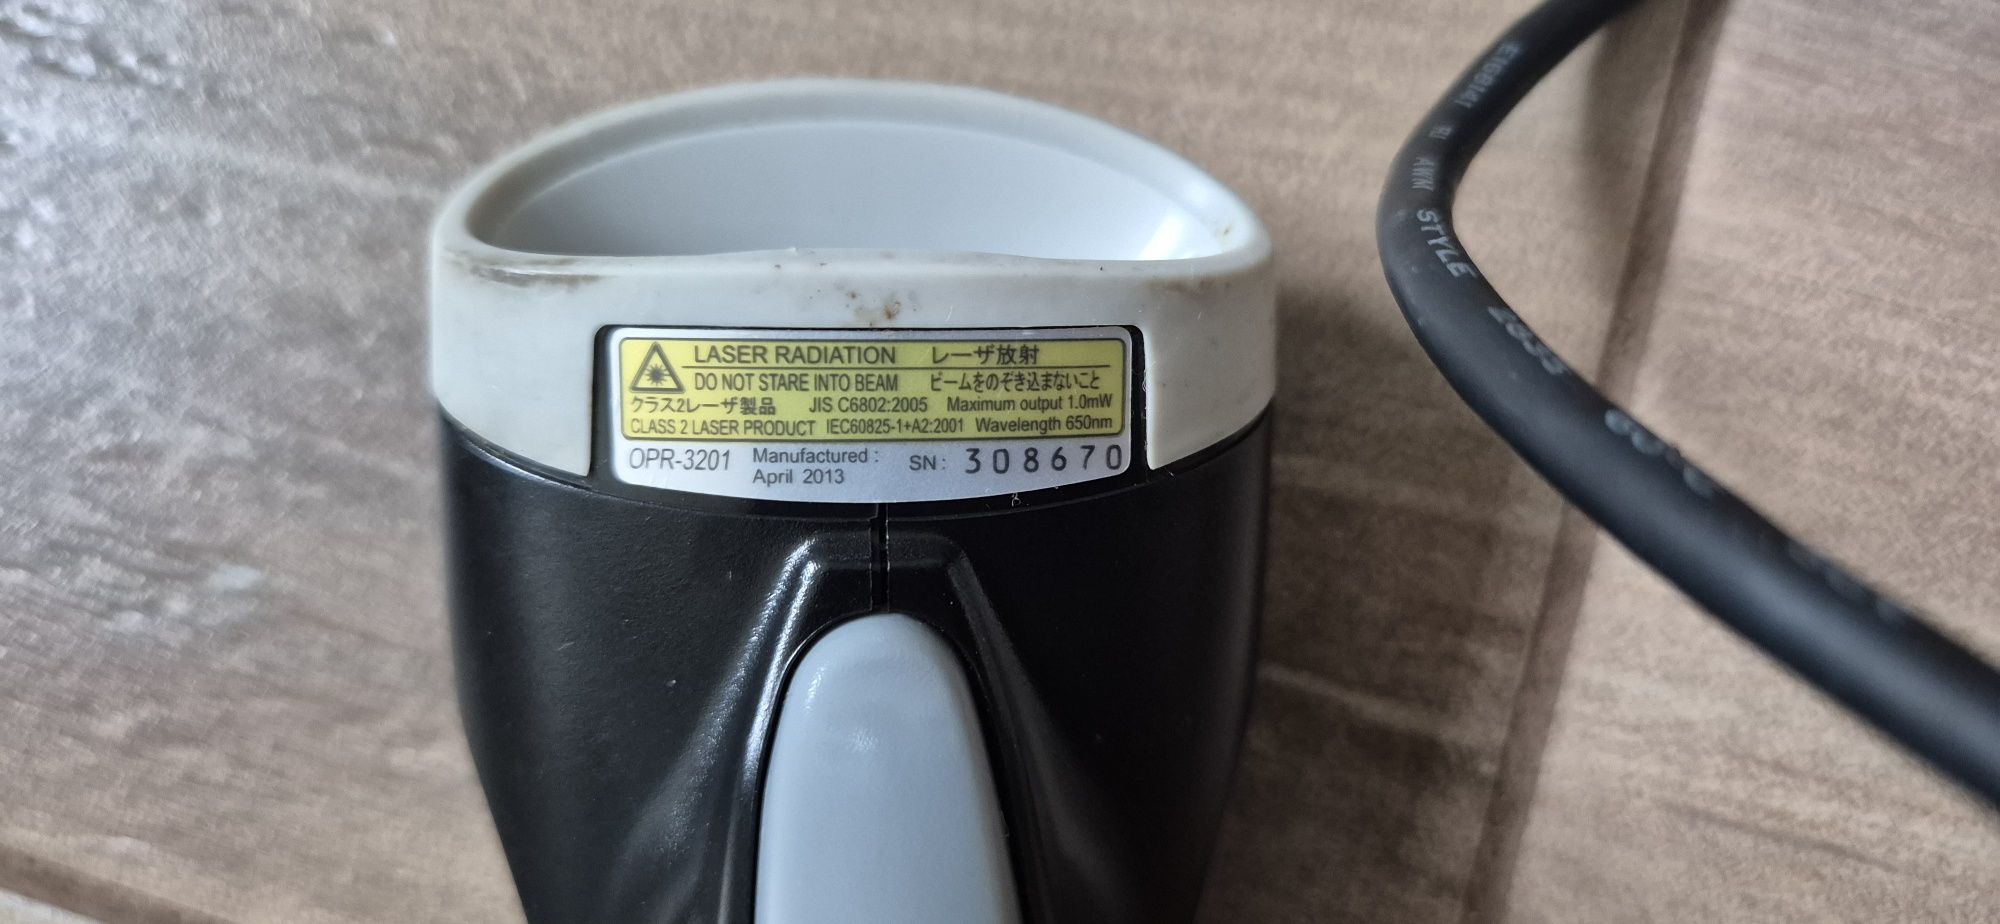 LASER RADIATION レーザ放射
DO NOT STARE INTO BEAM ビームをのぞき込まないこと
クラス2レーザ製品 JIS C6802:2005 Maximum output 1.0mW
CLASS 2 LASER PRODUCT IEC60825-1+A2:2001 Wavelength 650nm
OPR-3201 Manufactured : April 2013 SN : 308670
AWM STYLE 2835